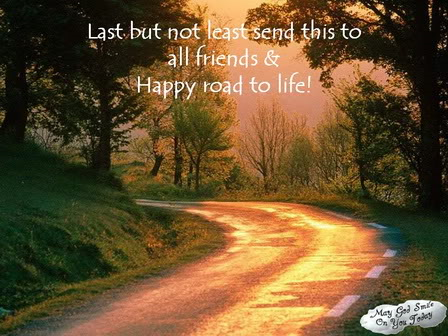 Last but not least send this to
all friends &
Happy road to life!
May God Smile
On You Today